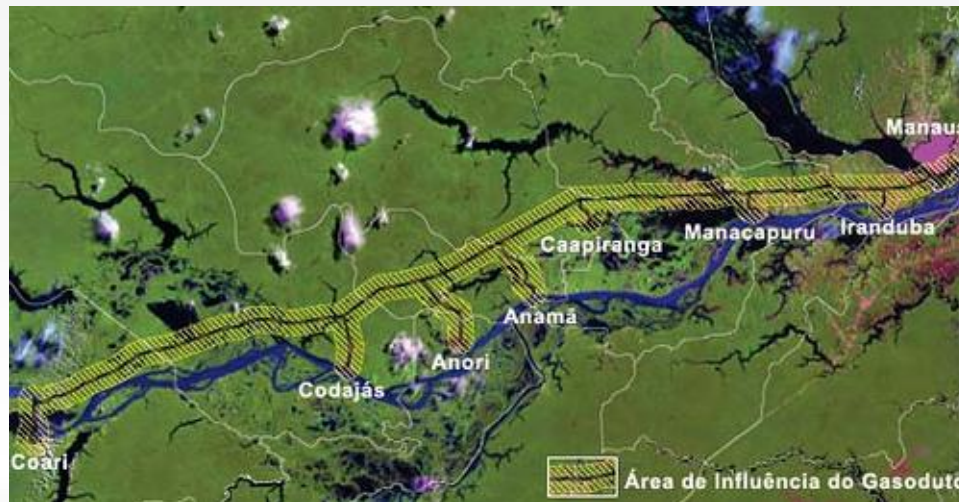 Manaus
Iranduba
Manacapuru
Caapiranga
Anamã
Anori
Codajás
Coari
Área de Influência do Gasoduto